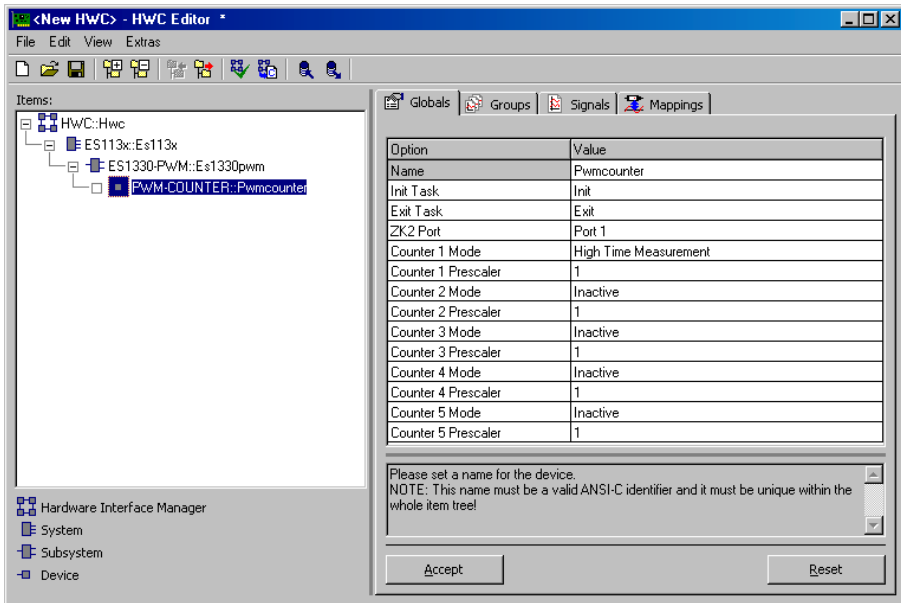 <New HWC> - HWC Editor *
File Edit View Extras
Items:
HWC::Hwc
ES113x::Es113x
ES1330-PWM::Es1330pwm
PWM-COUNTER::Pwmcounter
Hardware Interface Manager
System
Subsystem
Device
Globals Groups Signals Mappings
Option Value
Name Pwmcounter
Init Task Init
Exit Task Exit
ZK2 Port Port 1
Counter 1 Mode High Time Measurement
Counter 1 Prescaler 1
Counter 2 Mode Inactive
Counter 2 Prescaler 1
Counter 3 Mode Inactive
Counter 3 Prescaler 1
Counter 4 Mode Inactive
Counter 4 Prescaler 1
Counter 5 Mode Inactive
Counter 5 Prescaler 1
Please set a name for the device.
NOTE: This name must be a valid ANSI-C identifier and it must be unique within the
whole item tree!
Accept Reset